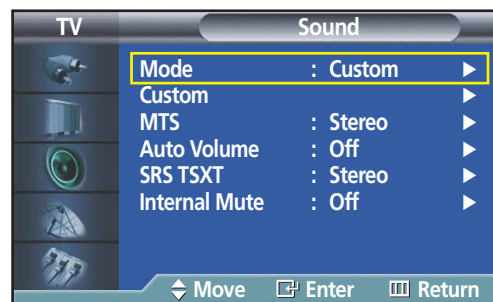 TV Sound
Mode : Custom
Custom
MTS : Stereo
Auto Volume : Off
SRS TSXT : Stereo
Internal Mute : Off
Move Enter Return